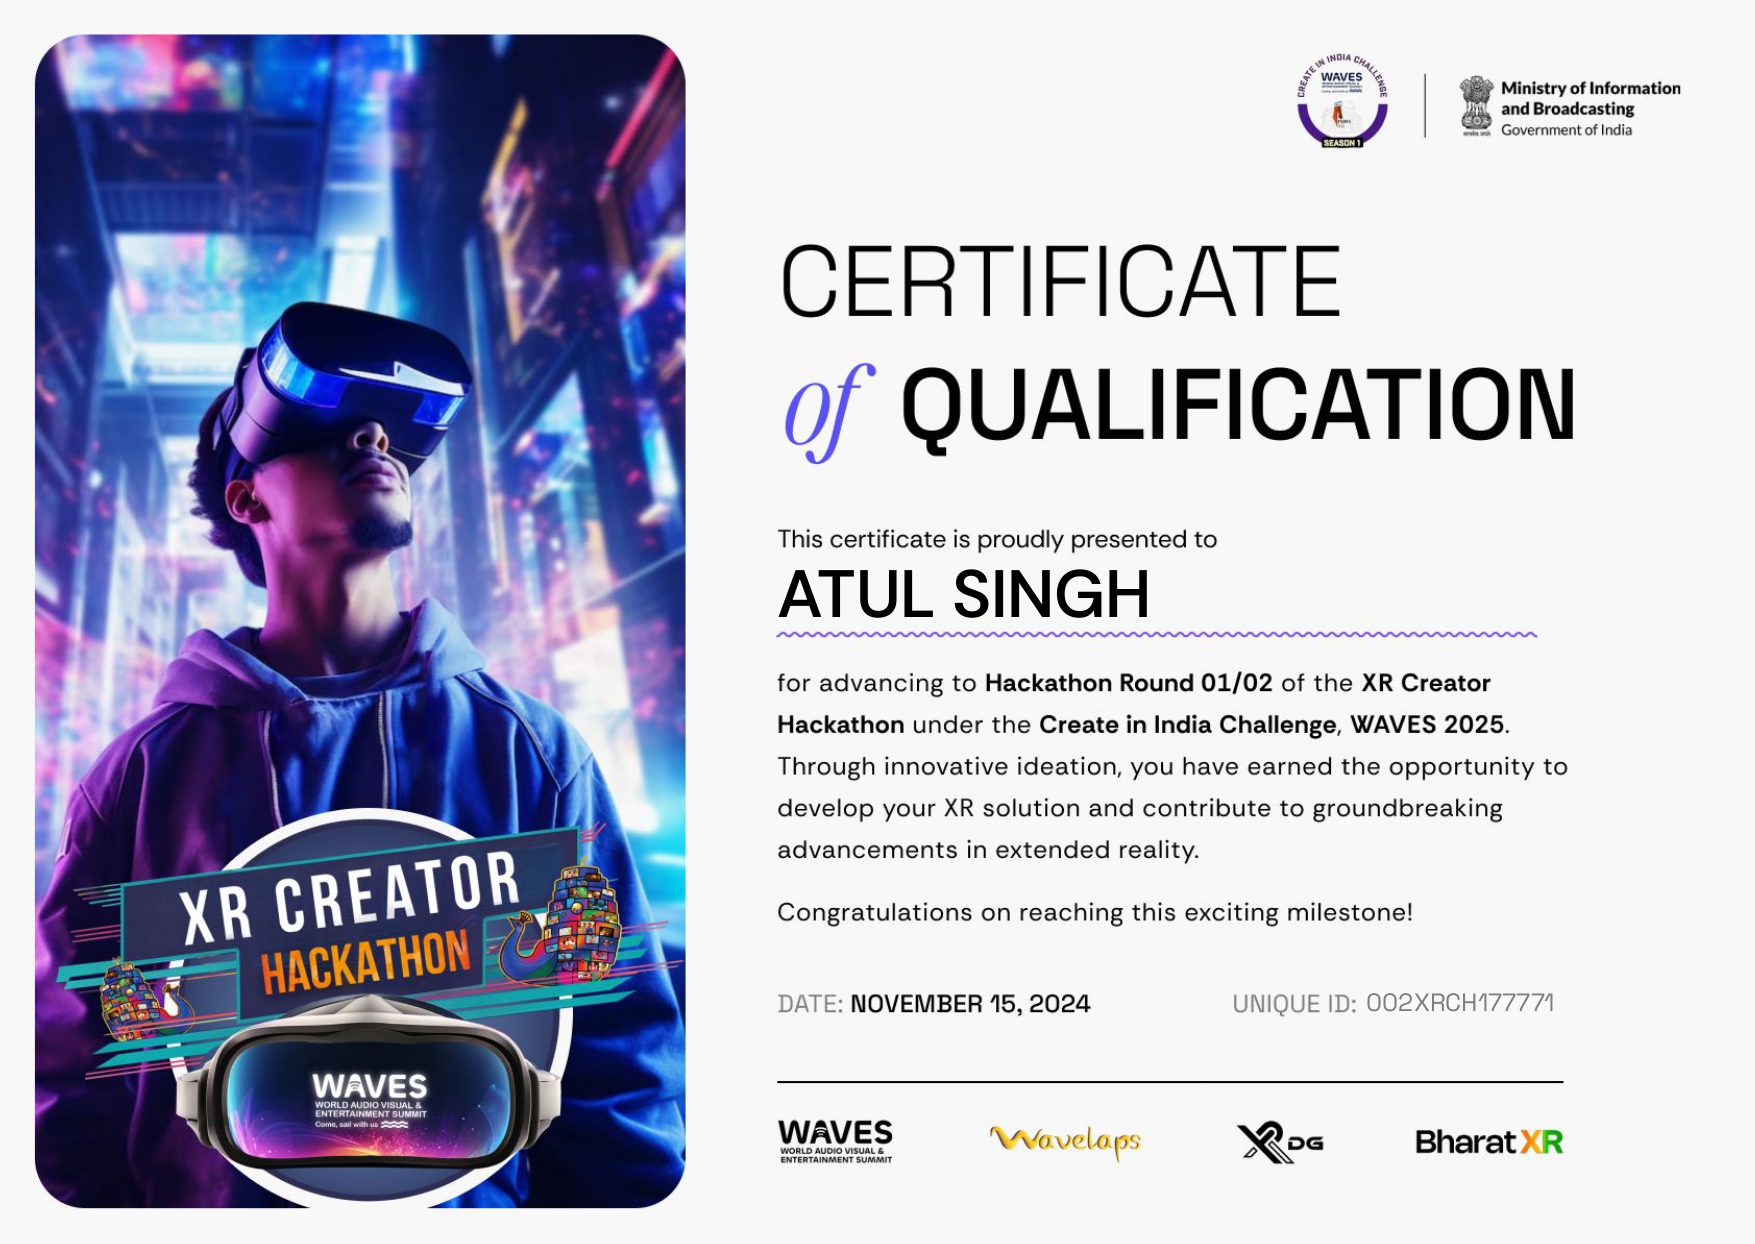 CREATE IN INDIA CHALLENGE
WAVES
SEASON 1
Ministry of Information
and Broadcasting
Government of India
CERTIFICATE
of QUALIFICATION
This certificate is proudly presented to
ATUL SINGH
for advancing to Hackathon Round 01/02 of the XR Creator
Hackathon under the Create in India Challenge, WAVES 2025.
Through innovative ideation, you have earned the opportunity to
develop your XR solution and contribute to groundbreaking
advancements in extended reality.
Congratulations on reaching this exciting milestone!
DATE: NOVEMBER 15, 2024
UNIQUE ID: 002XRCH177771
XR CREATOR
HACKATHON
WAVES
WORLD AUDIO VISUAL &
ENTERTAINMENT SUMMIT
Come, sail with us
WAVES
WORLD AUDIO VISUAL &
ENTERTAINMENT SUMMIT
Wavelaps
XR DG
Bharat XR